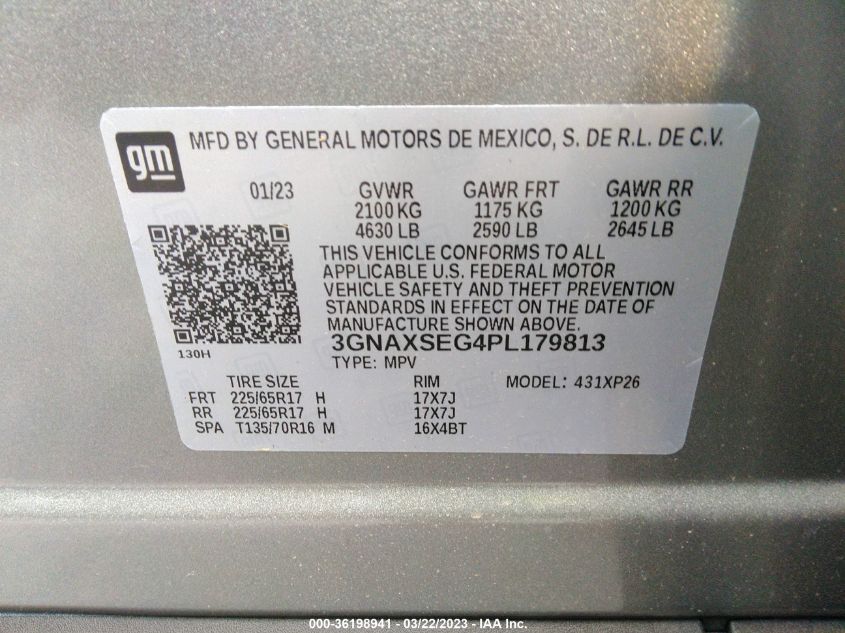 gm MFD BY GENERAL MOTORS DE MEXICO, S. DE R.L. DE C.V.
01/23 GVWR GAWR FRT GAWR RR
2100 KG 1175 KG 1200 KG
4630 LB 2590 LB 2645 LB
THIS VEHICLE CONFORMS TO ALL
APPLICABLE U.S. FEDERAL MOTOR
VEHICLE SAFETY AND THEFT PREVENTION
STANDARDS IN EFFECT ON THE DATE OF
MANUFACTURE SHOWN ABOVE.
130H 3GNAXSEG4PL179813
TYPE: MPV
TIRE SIZE RIM MODEL: 431XP26
FRT 225/65R17 H 17X7J
RR 225/65R17 H 17X7J
SPA T135/70R16 M 16X4BT
000-36198941 - 03/22/2023 - IAA Inc.